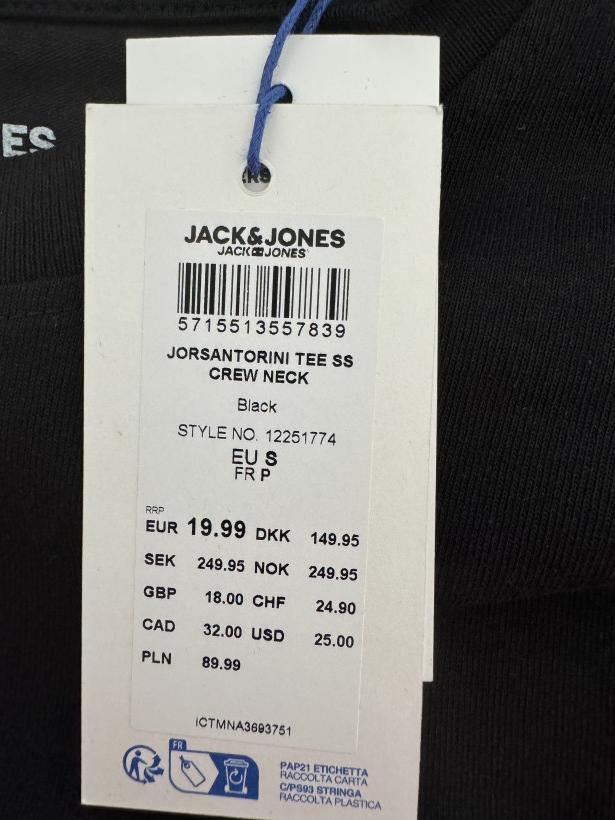 ES
ERS
JACK&JONES
JACK JONES
5715513557839
JORSANTORINI TEE SS
CREW NECK
Black
STYLE NO. 12251774
EU S
FR P
RRP
EUR 19.99 DKK 149.95
SEK 249.95 NOK 249.95
GBP 18.00 CHF 24.90
CAD 32.00 USD 25.00
PLN 89.99
ICTMNA3693751
FR
PAP21 ETICHETTA
RACCOLTA CARTA
C/PS93 STRINGA
RACCOLTA PLASTICA